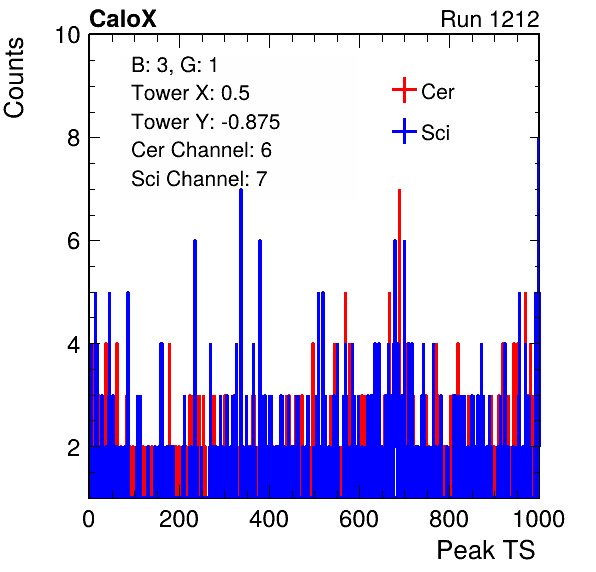 CaloX Run 1212
Counts
10
8
6
4
2
B: 3, G: 1
Tower X: 0.5
Tower Y: -0.875
Cer Channel: 6
Sci Channel: 7
Cer
Sci
0 200 400 600 800 1000
Peak TS